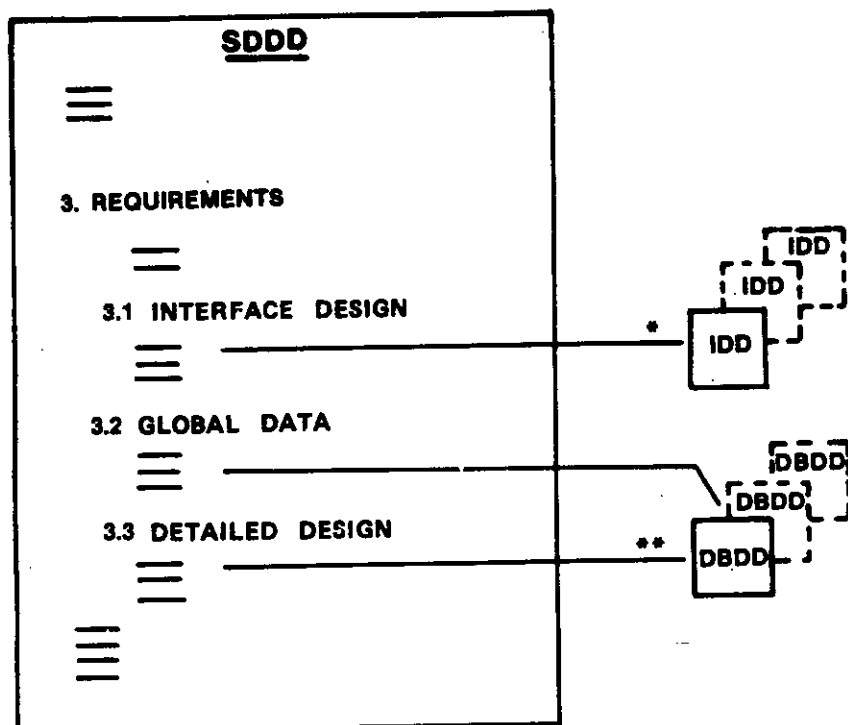 SDDD
3. REQUIREMENTS
IDD
IDD
3.1 INTERFACE DESIGN
*
IDD
3.2 GLOBAL DATA
DBDD
DBDD
3.3 DETAILED DESIGN
**
DBDD